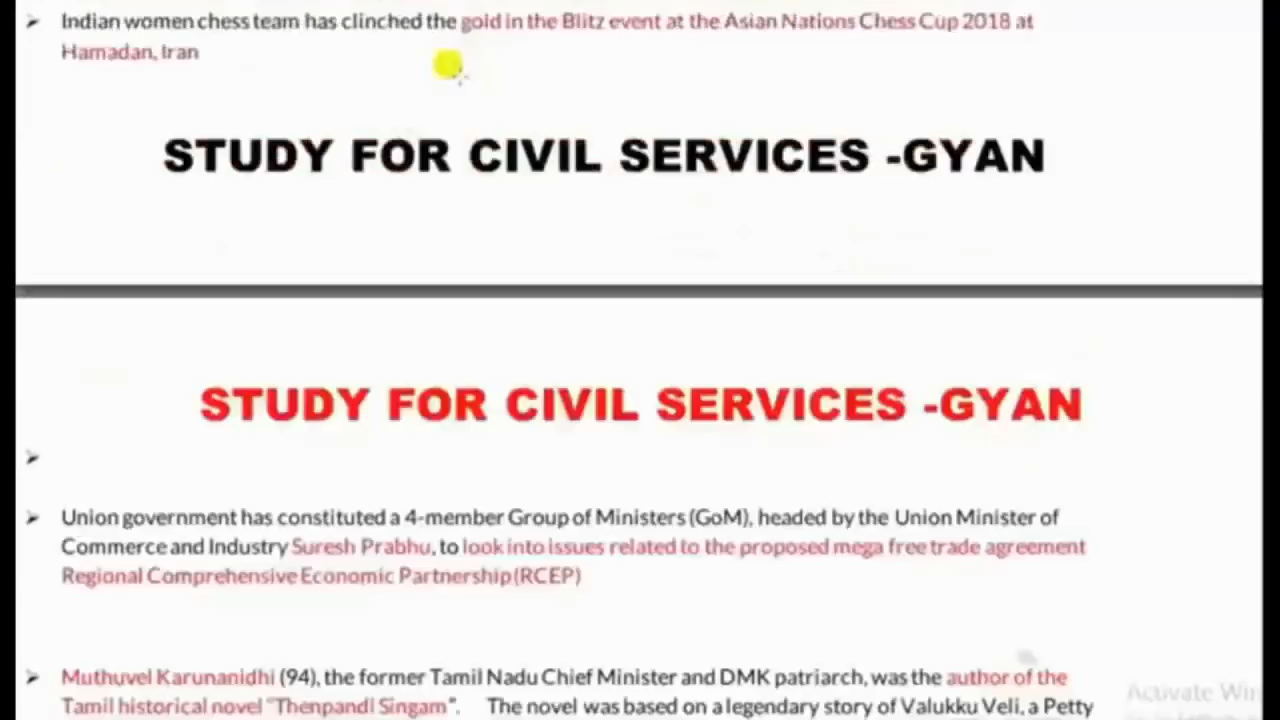 ➢ Indian women chess team has clinched the gold in the Blitz event at the Asian Nations Chess Cup 2018 at
Hamadan, Iran
STUDY FOR CIVIL SERVICES -GYAN
STUDY FOR CIVIL SERVICES -GYAN
➢
➢ Union government has constituted a 4-member Group of Ministers (GoM), headed by the Union Minister of
Commerce and Industry Suresh Prabhu, to look into issues related to the proposed mega free trade agreement
Regional Comprehensive Economic Partnership (RCEP)
➢ Muthuvel Karunanidhi (94), the former Tamil Nadu Chief Minister and DMK patriarch, was the author of the
Tamil historical novel "Thenpandi Singam". The novel was based on a legendary story of Valukku Veli, a Petty
Activate Win